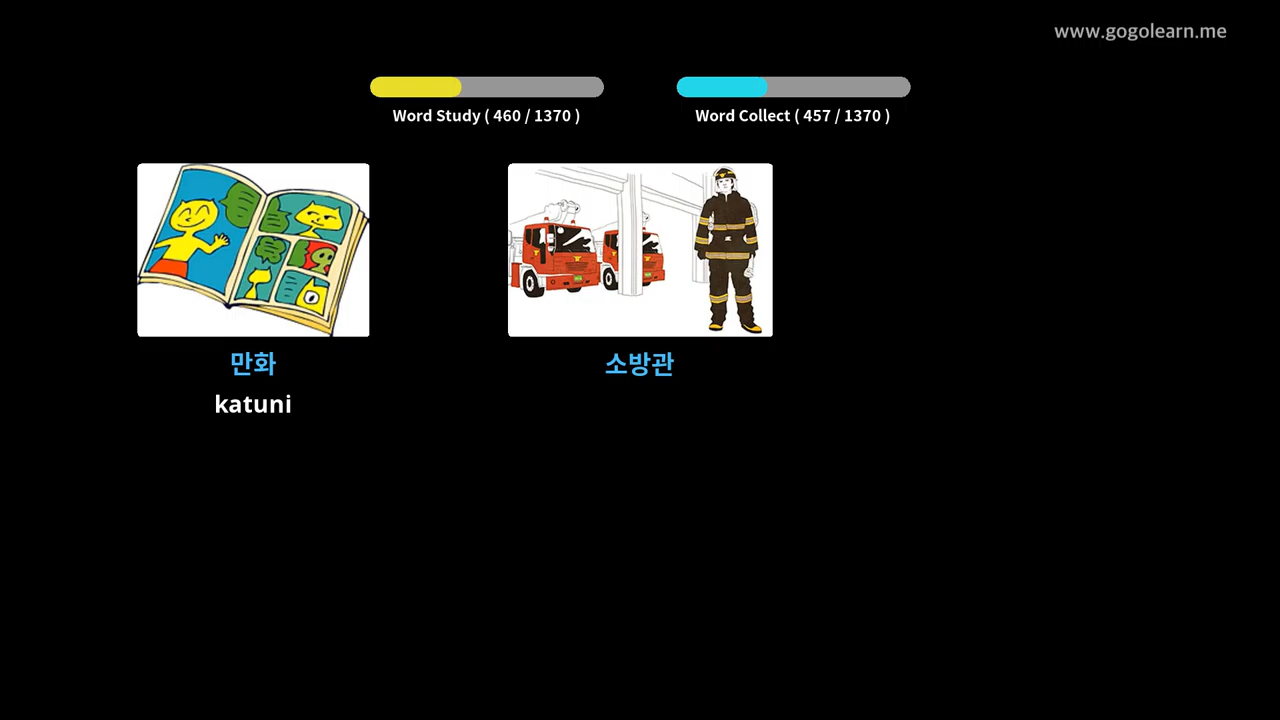 www.gogolearn.me
Word Study ( 460 / 1370 )
Word Collect ( 457 / 1370 )
만화
소방관
katuni